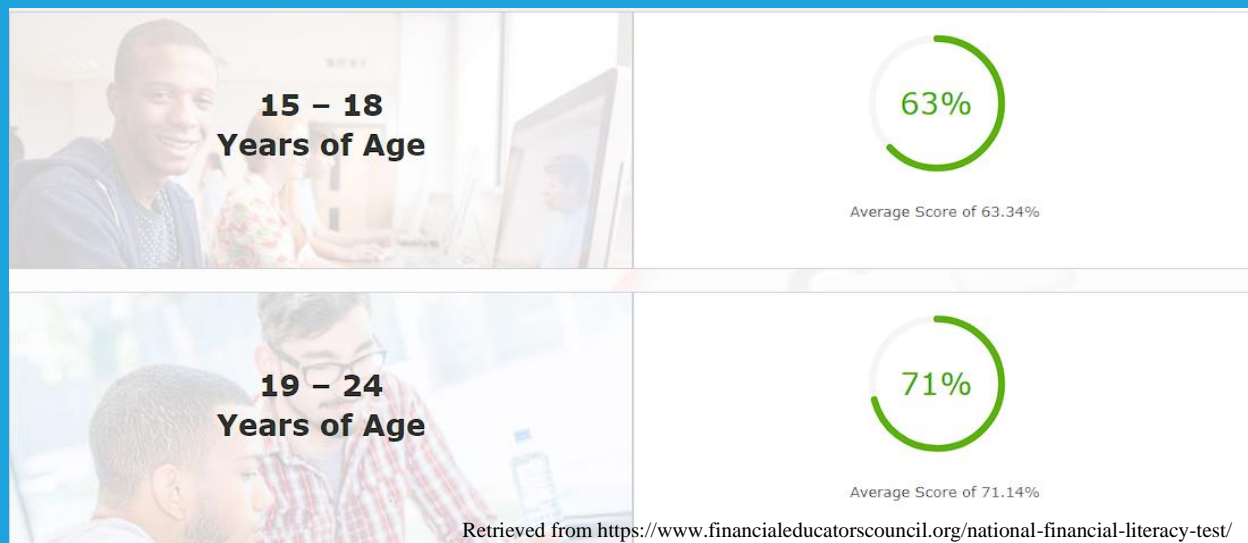 15 – 18
Years of Age
63%
Average Score of 63.34%
19 – 24
Years of Age
71%
Average Score of 71.14%
Retrieved from https://www.financialeducatorscouncil.org/national-financial-literacy-test/